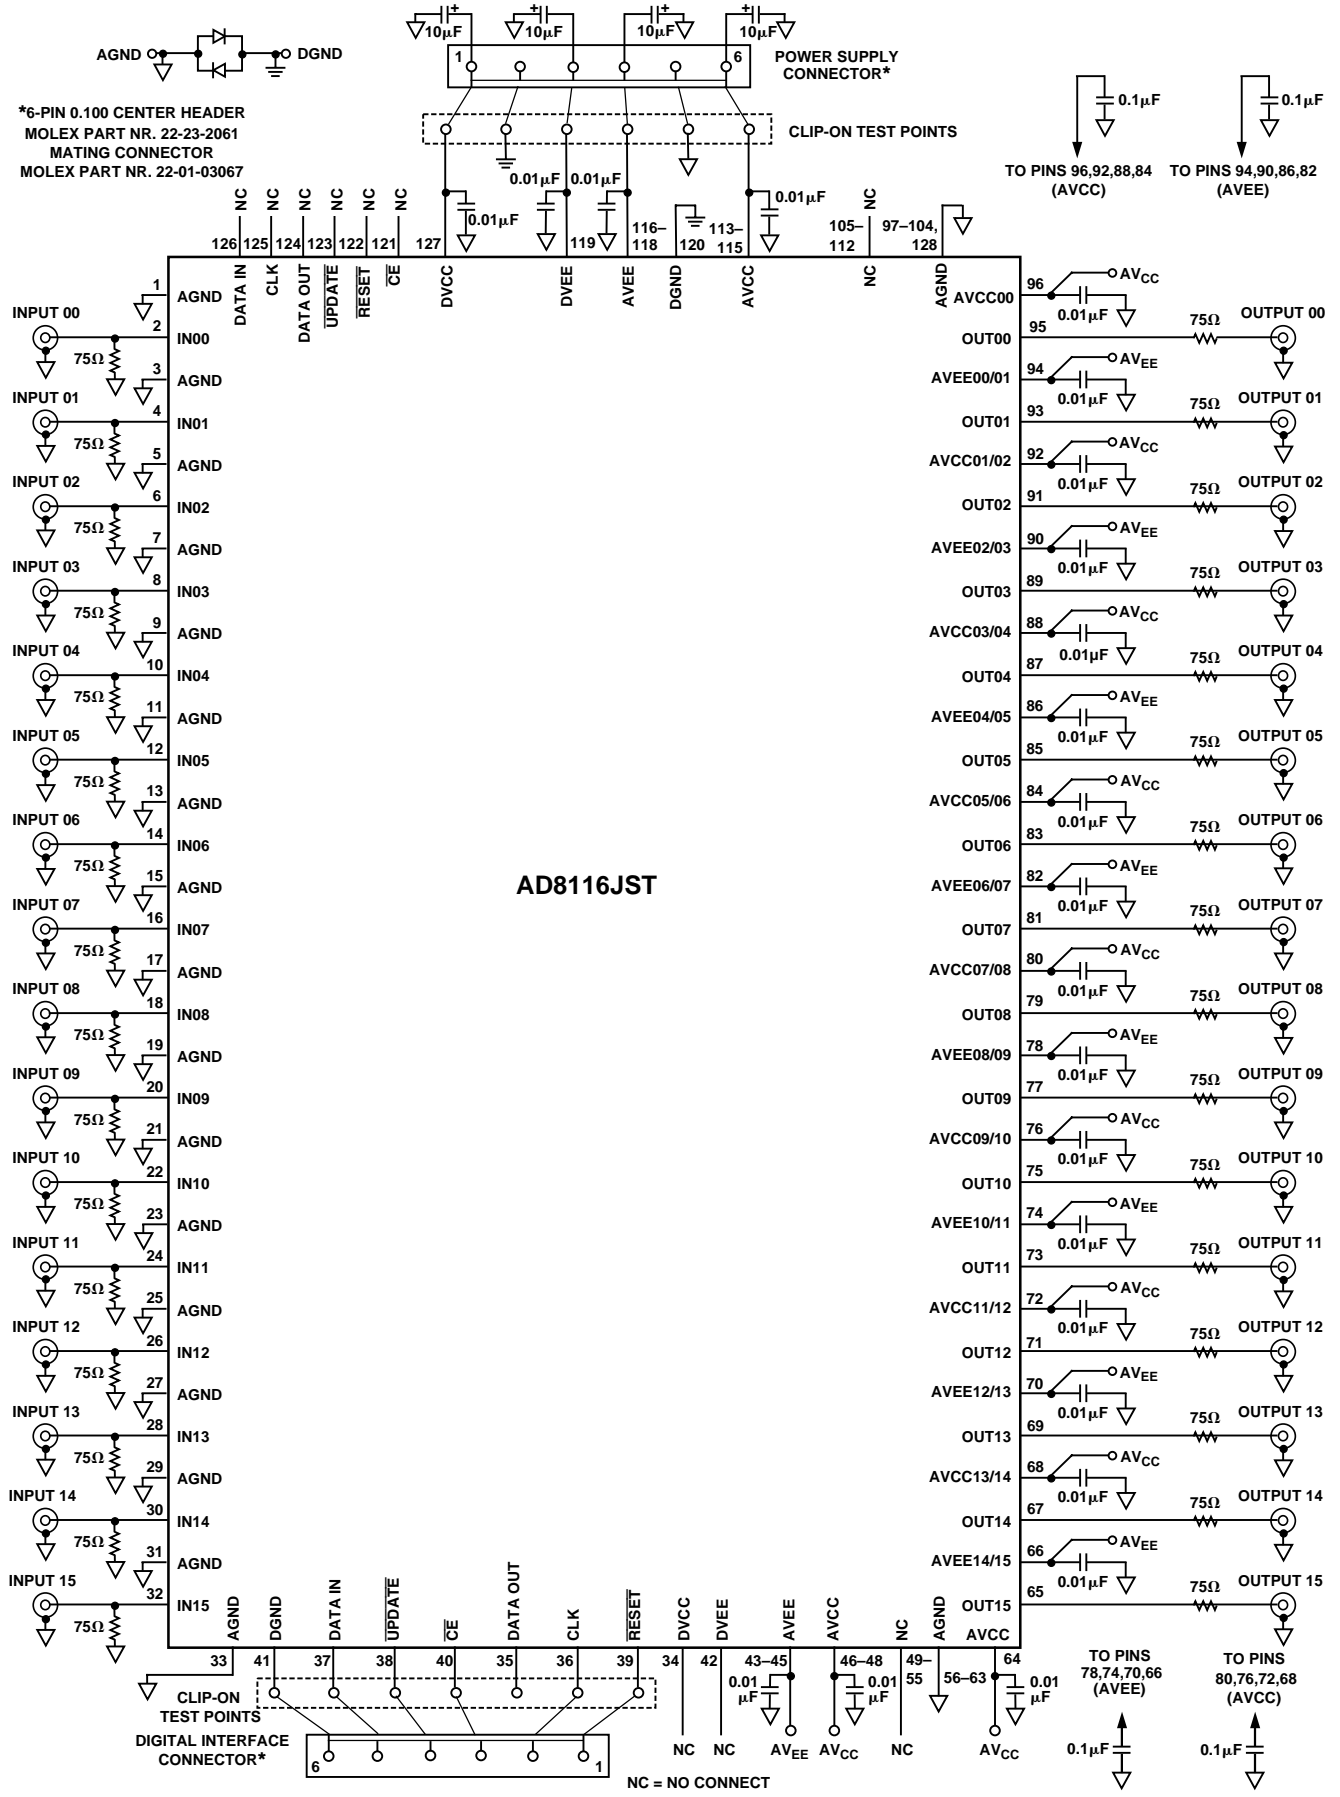 AGND
DGND
*6-PIN 0.100 CENTER HEADER
MOLEX PART NR. 22-23-2061
MATING CONNECTOR
MOLEX PART NR. 22-01-03067
+ 10μF
+ 10μF
10μF +
+ 10μF
1
6
POWER SUPPLY
CONNECTOR*
CLIP-ON TEST POINTS
0.1μF
TO PINS 96,92,88,84
(AVCC)
0.1μF
TO PINS 94,90,86,82
(AVEE)
NC NC NC NC NC NC
0.01μF
0.01μF
0.01μF
0.01μF
NC
126 125 124 123 122 121 127 119
116–
118
120
113–
115
105–
112
97–104,
128
DATA IN
CLK
DATA OUT
UPDATE
RESET
CE
DVCC
DVEE
AVEE
DGND
AVCC
NC
AGND
AD8116JST
1 AGND
INPUT 00 75Ω 2 IN00
3 AGND
INPUT 01 75Ω 4 IN01
5 AGND
INPUT 02 75Ω 6 IN02
7 AGND
INPUT 03 75Ω 8 IN03
9 AGND
INPUT 04 75Ω 10 IN04
11 AGND
INPUT 05 75Ω 12 IN05
13 AGND
INPUT 06 75Ω 14 IN06
15 AGND
INPUT 07 75Ω 16 IN07
17 AGND
INPUT 08 75Ω 18 IN08
19 AGND
INPUT 09 75Ω 20 IN09
21 AGND
INPUT 10 75Ω 22 IN10
23 AGND
INPUT 11 75Ω 24 IN11
25 AGND
INPUT 12 75Ω 26 IN12
27 AGND
INPUT 13 75Ω 28 IN13
29 AGND
INPUT 14 75Ω 30 IN14
31 AGND
INPUT 15 75Ω 32 IN15
AVCC00 96 AVCC 0.01μF
OUT00 95 75Ω OUTPUT 00
AVEE00/01 94 AVEE 0.01μF
OUT01 93 75Ω OUTPUT 01
AVCC01/02 92 AVCC 0.01μF
OUT02 91 75Ω OUTPUT 02
AVEE02/03 90 AVEE 0.01μF
OUT03 89 75Ω OUTPUT 03
AVCC03/04 88 AVCC 0.01μF
OUT04 87 75Ω OUTPUT 04
AVEE04/05 86 AVEE 0.01μF
OUT05 85 75Ω OUTPUT 05
AVCC05/06 84 AVCC 0.01μF
OUT06 83 75Ω OUTPUT 06
AVEE06/07 82 AVEE 0.01μF
OUT07 81 75Ω OUTPUT 07
AVCC07/08 80 AVCC 0.01μF
OUT08 79 75Ω OUTPUT 08
AVEE08/09 78 AVEE 0.01μF
OUT09 77 75Ω OUTPUT 09
AVCC09/10 76 AVCC 0.01μF
OUT10 75 75Ω OUTPUT 10
AVEE10/11 74 AVEE 0.01μF
OUT11 73 75Ω OUTPUT 11
AVCC11/12 72 AVCC 0.01μF
OUT12 71 75Ω OUTPUT 12
AVEE12/13 70 AVEE 0.01μF
OUT13 69 75Ω OUTPUT 13
AVCC13/14 68 AVCC 0.01μF
OUT14 67 75Ω OUTPUT 14
AVEE14/15 66 AVEE 0.01μF
OUT15 65 75Ω OUTPUT 15
AGND
DGND
DATA IN
UPDATE
CE
DATA OUT
CLK
RESET
DVCC
DVEE
AVEE
AVCC
NC
AGND
AVCC
33 41 37 38 40 35 36 39 34 42 43–45 46–48
49–
55
56–63
64
0.01
μF
0.01
μF
0.01
μF
CLIP-ON
TEST POINTS
DIGITAL INTERFACE
CONNECTOR*
6
1
NC NC AVEE AVCC NC AVCC
NC = NO CONNECT
TO PINS
78,74,70,66
(AVEE)
0.1μF
TO PINS
80,76,72,68
(AVCC)
0.1μF